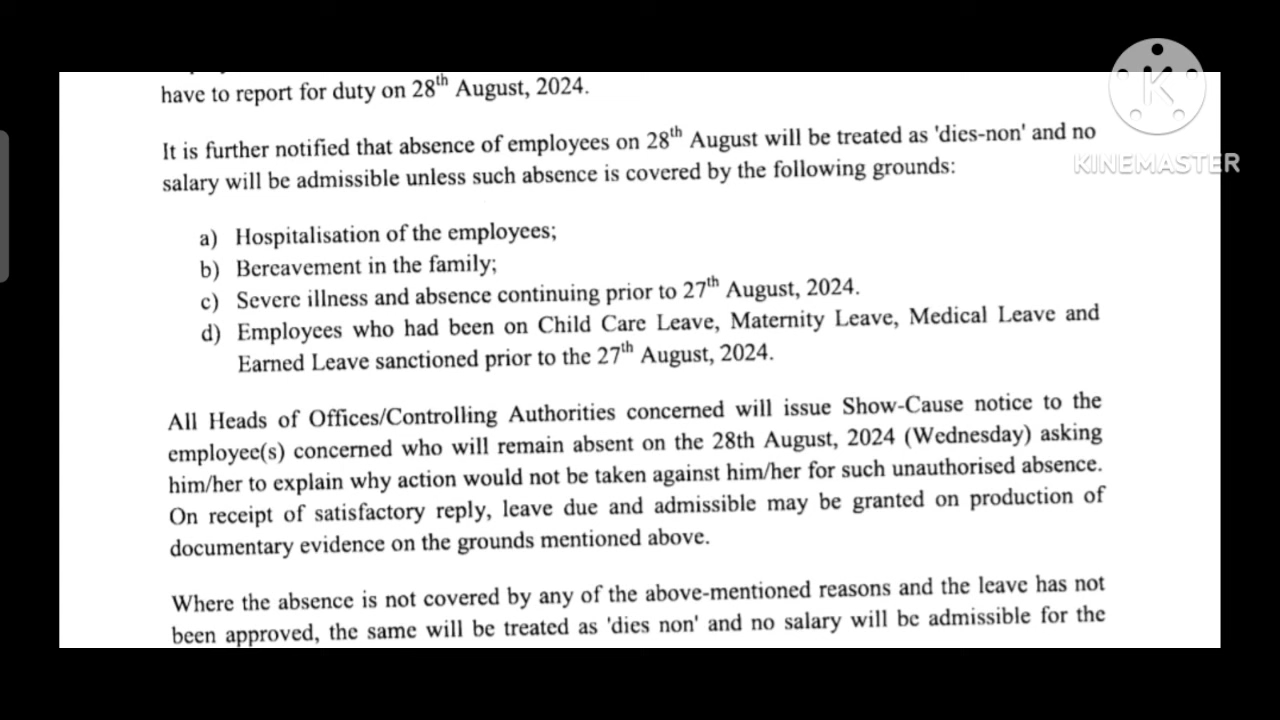 have to report for duty on 28th August, 2024.
It is further notified that absence of employees on 28th August will be treated as 'dies-non' and no
salary will be admissible unless such absence is covered by the following grounds:
a) Hospitalisation of the employees;
b) Bereavement in the family;
c) Severe illness and absence continuing prior to 27th August, 2024.
d) Employees who had been on Child Care Leave, Maternity Leave, Medical Leave and
Earned Leave sanctioned prior to the 27th August, 2024.
All Heads of Offices/Controlling Authorities concerned will issue Show-Cause notice to the
employee(s) concerned who will remain absent on the 28th August, 2024 (Wednesday) asking
him/her to explain why action would not be taken against him/her for such unauthorised absence.
On receipt of satisfactory reply, leave due and admissible may be granted on production of
documentary evidence on the grounds mentioned above.
Where the absence is not covered by any of the above-mentioned reasons and the leave has not
been approved, the same will be treated as 'dies non' and no salary will be admissible for the
K
KINEMASTER